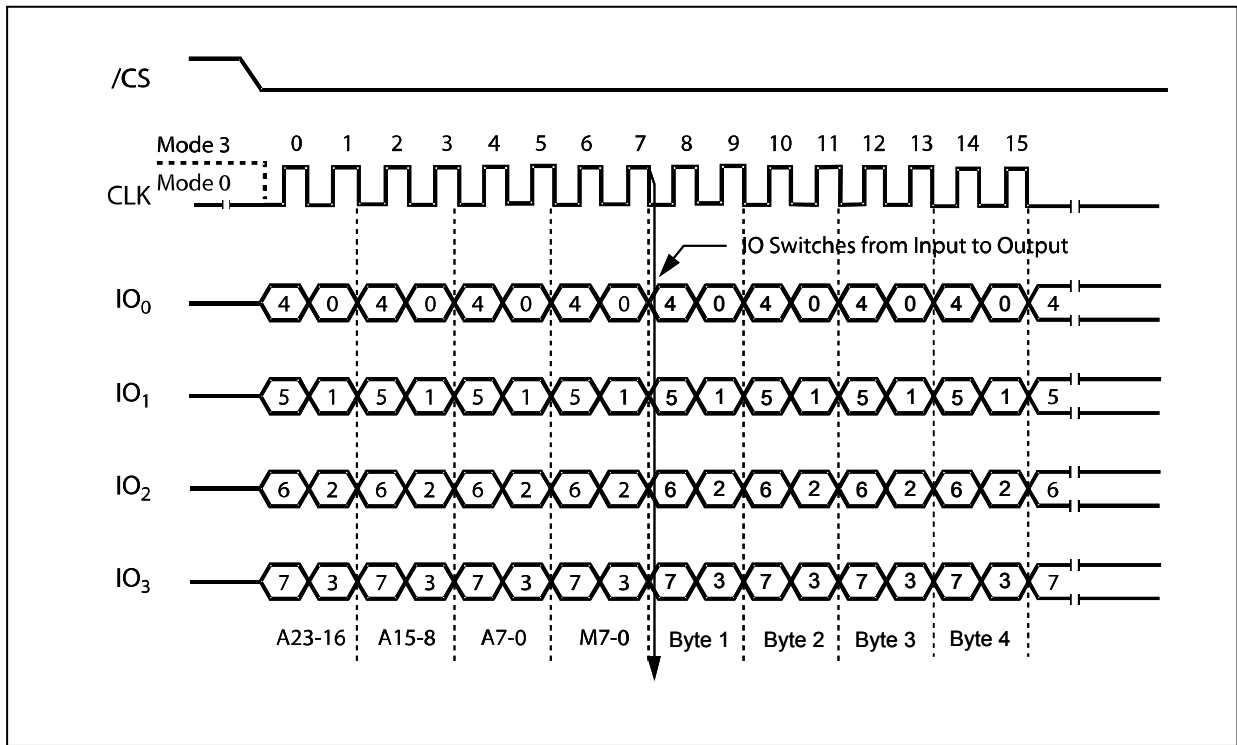 /CS
Mode 3
0 1 2 3 4 5 6 7 8 9 10 11 12 13 14 15
Mode 0
CLK
IO Switches from Input to Output
IO0 4 0 4 0 4 0 4 0 4 0 4 0 4 0 4 0 4
IO1 5 1 5 1 5 1 5 1 5 1 5 1 5 1 5 1 5
IO2 6 2 6 2 6 2 6 2 6 2 6 2 6 2 6 2 6
IO3 7 3 7 3 7 3 7 3 7 3 7 3 7 3 7 3 7
A23-16 A15-8 A7-0 M7-0 Byte 1 Byte 2 Byte 3 Byte 4